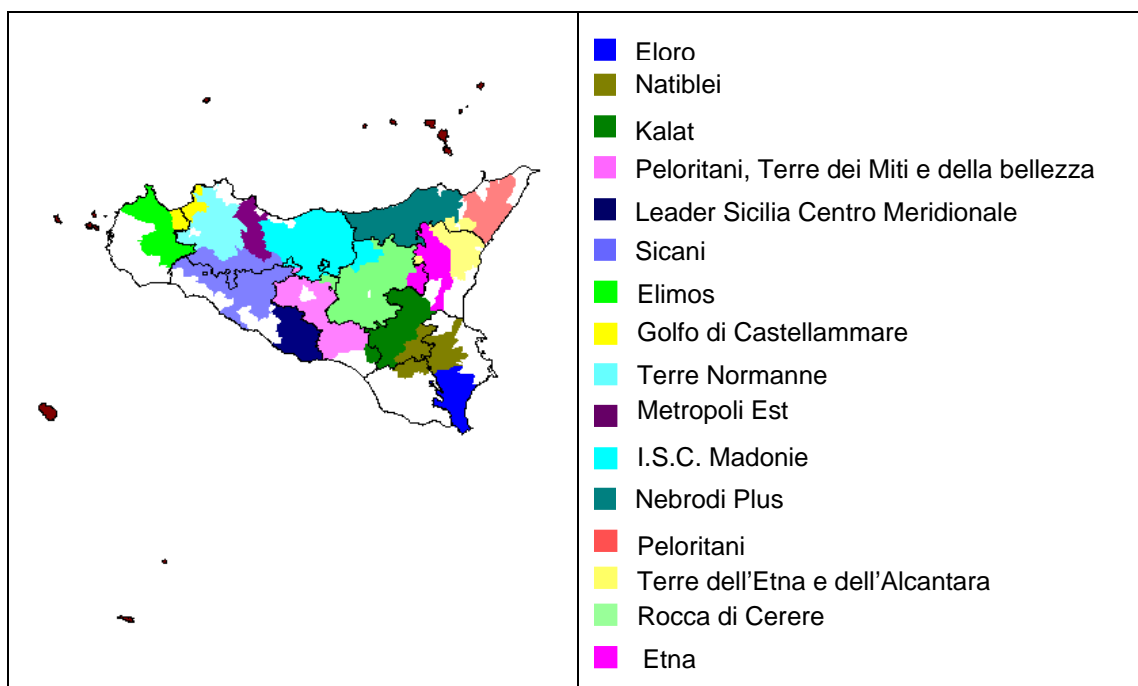 Eloro
Natiblei
Kalat
Peloritani, Terre dei Miti e della bellezza
Leader Sicilia Centro Meridionale
Sicani
Elimos
Golfo di Castellammare
Terre Normanne
Metropoli Est
I.S.C. Madonie
Nebrodi Plus
Peloritani
Terre dell’Etna e dell’Alcantara
Rocca di Cerere
Etna